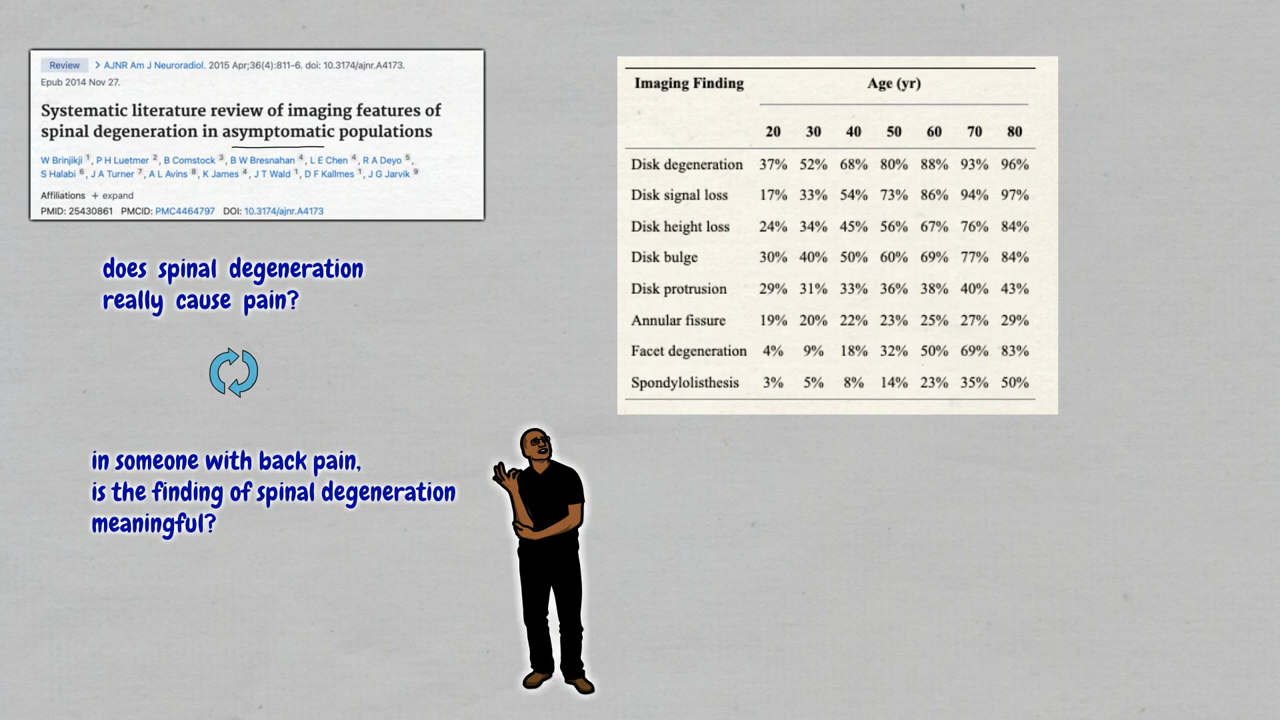 Review > AJNR Am J Neuroradiol. 2015 Apr;36(4):811-6. doi: 10.3174/ajnr.A4173.
Epub 2014 Nov 27.
Systematic literature review of imaging features of
spinal degeneration in asymptomatic populations
W Brinjikji 1, P H Luetmer 2, B Comstock 3, B W Bresnahan 4, L E Chen 4, R A Deyo 5,
S Halabi 6, J A Turner 7, A L Avins 8, K James 4, J T Wald 1, D F Kallmes 1, J G Jarvik 9
Affiliations + expand
PMID: 25430861 PMCID: PMC4464797 DOI: 10.3174/ajnr.A4173
does spinal degeneration
really cause pain?
in someone with back pain,
is the finding of spinal degeneration
meaningful?
Imaging Finding Age (yr)
20 30 40 50 60 70 80
Disk degeneration 37% 52% 68% 80% 88% 93% 96%
Disk signal loss 17% 33% 54% 73% 86% 94% 97%
Disk height loss 24% 34% 45% 56% 67% 76% 84%
Disk bulge 30% 40% 50% 60% 69% 77% 84%
Disk protrusion 29% 31% 33% 36% 38% 40% 43%
Annular fissure 19% 20% 22% 23% 25% 27% 29%
Facet degeneration 4% 9% 18% 32% 50% 69% 83%
Spondylolisthesis 3% 5% 8% 14% 23% 35% 50%